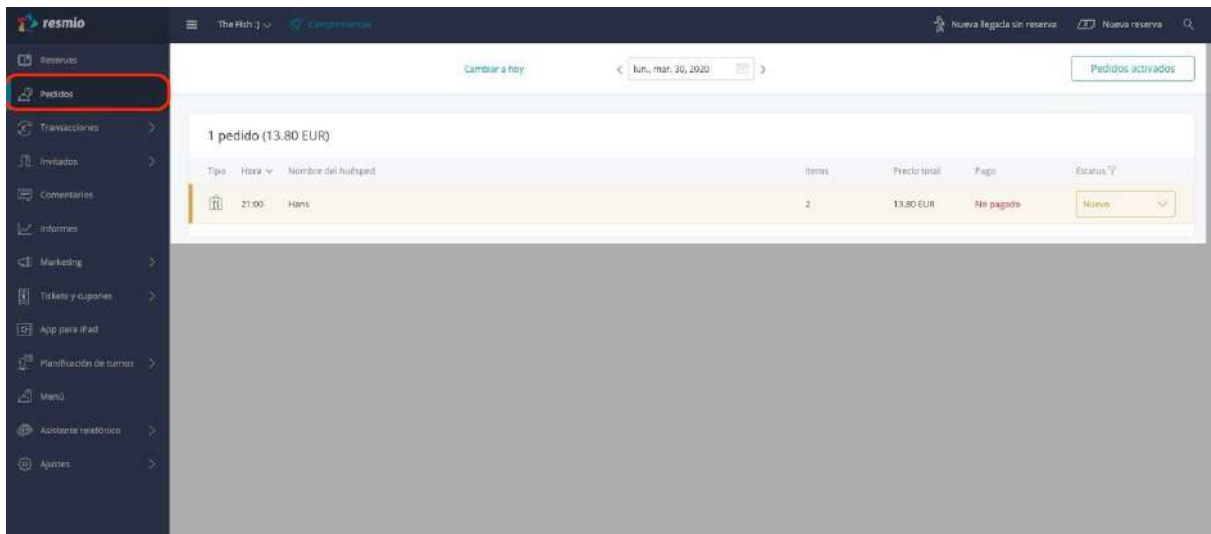 resmio
The Fish :)
Nueva llegada sin reserva
Nueva reserva
Reserves
Pedidos
Transacciones
Invitados
Comentarios
Informes
Marketing
Tickets y cupones
App para iPad
Planificación de turnos
Menú
Asistente telefónico
Ajustes
Cambiar a hoy
lun., mar. 30, 2020
Pedidos activados
1 pedido (13.80 EUR)
Tipo Hora Nombre del huésped Items Precio total Pago Estatus
21:00 Hans 2 13.80 EUR No pagado Nuevo